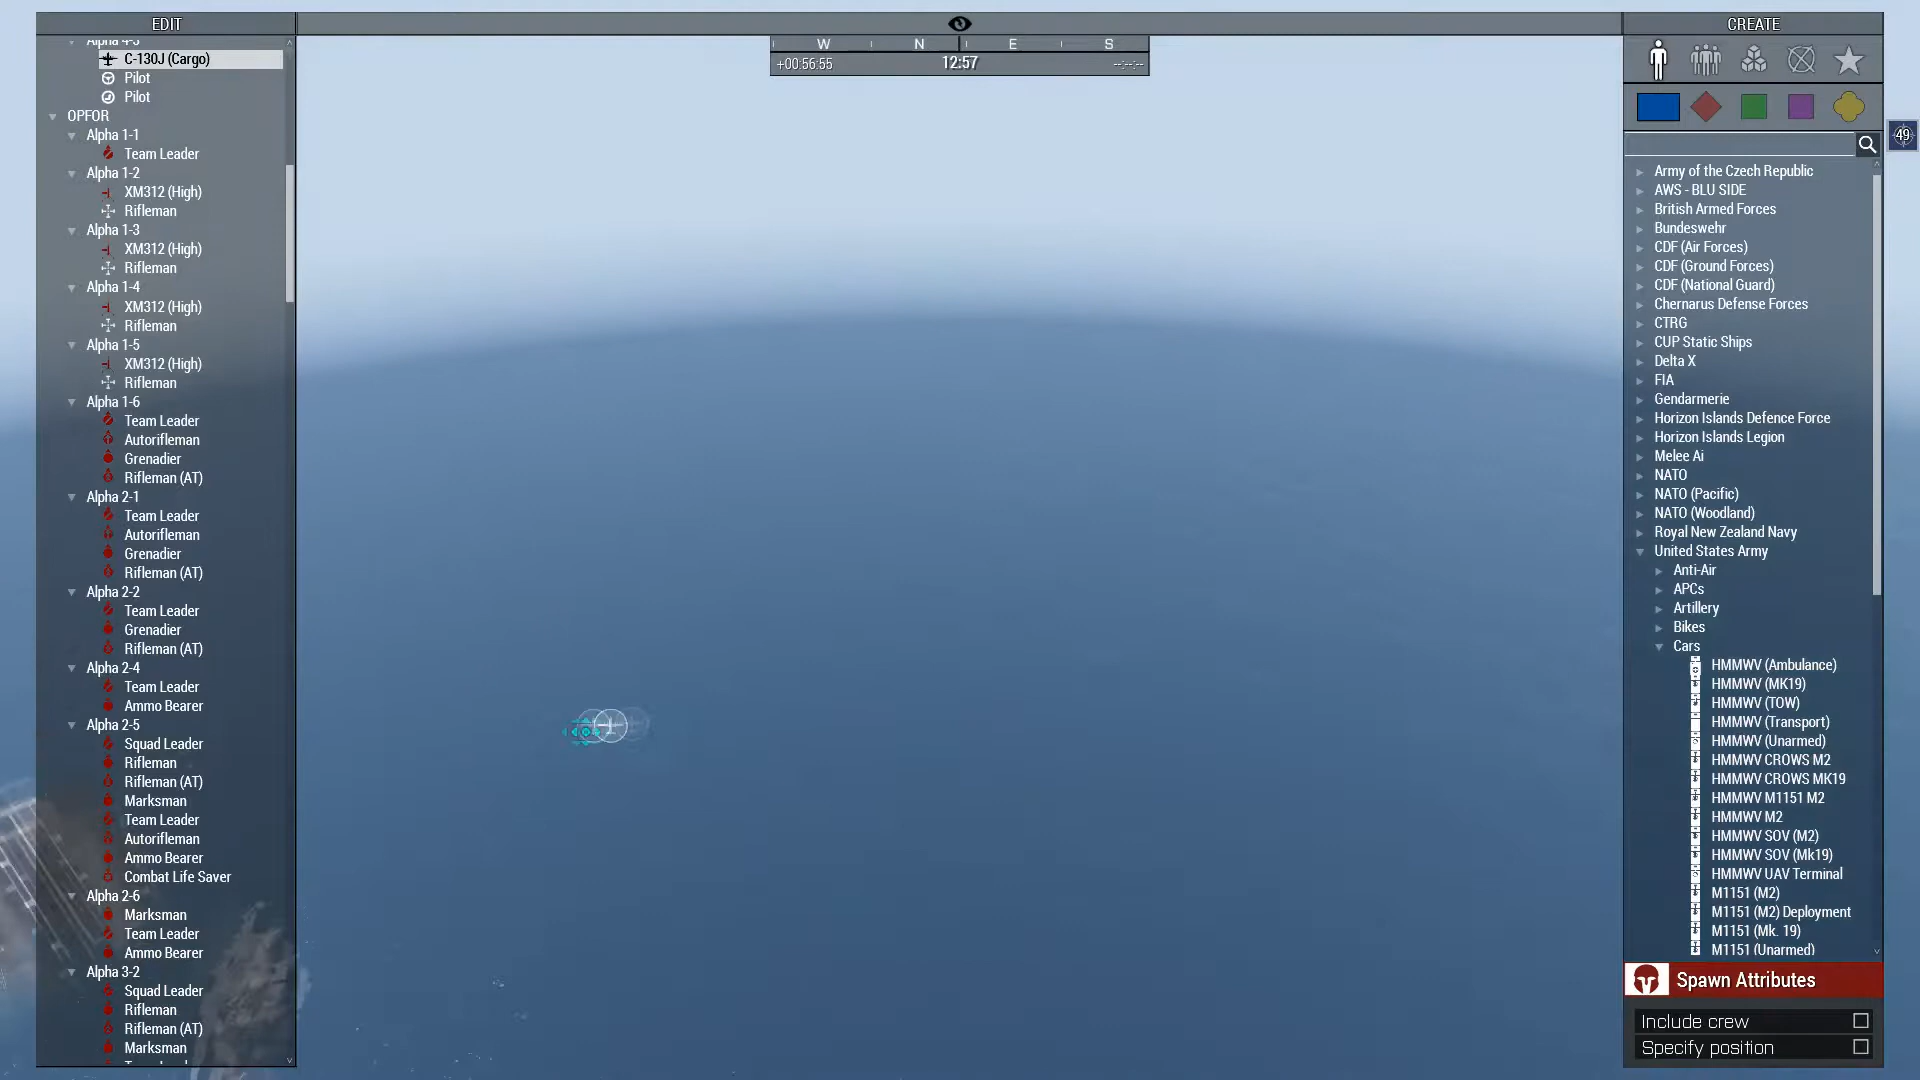 EDIT
Alpha 4-3
C-130J (Cargo)
Pilot
Pilot
OPFOR
Alpha 1-1
Team Leader
Alpha 1-2
XM312 (High)
Rifleman
Alpha 1-3
XM312 (High)
Rifleman
Alpha 1-4
XM312 (High)
Rifleman
Alpha 1-5
XM312 (High)
Rifleman
Alpha 1-6
Team Leader
Autorifleman
Grenadier
Rifleman (AT)
Alpha 2-1
Team Leader
Autorifleman
Grenadier
Rifleman (AT)
Alpha 2-2
Team Leader
Grenadier
Rifleman (AT)
Alpha 2-4
Team Leader
Ammo Bearer
Alpha 2-5
Squad Leader
Rifleman
Rifleman (AT)
Marksman
Team Leader
Autorifleman
Ammo Bearer
Combat Life Saver
Alpha 2-6
Marksman
Team Leader
Ammo Bearer
Alpha 3-2
Squad Leader
Rifleman
Rifleman (AT)
Marksman
W N E S
+00:56:55 12:57 --:--:--
CREATE
49
Army of the Czech Republic
AWS - BLU SIDE
British Armed Forces
Bundeswehr
CDF (Air Forces)
CDF (Ground Forces)
CDF (National Guard)
Chernarus Defense Forces
CTRG
CUP Static Ships
Delta X
FIA
Gendarmerie
Horizon Islands Defence Force
Horizon Islands Legion
Melee Ai
NATO
NATO (Pacific)
NATO (Woodland)
Royal New Zealand Navy
United States Army
Anti-Air
APCs
Artillery
Bikes
Cars
HMMWV (Ambulance)
HMMWV (MK19)
HMMWV (TOW)
HMMWV (Transport)
HMMWV (Unarmed)
HMMWV CROWS M2
HMMWV CROWS MK19
HMMWV M1151 M2
HMMWV M2
HMMWV SOV (M2)
HMMWV SOV (Mk19)
HMMWV UAV Terminal
M1151 (M2)
M1151 (M2) Deployment
M1151 (Mk. 19)
M1151 (Unarmed)
Spawn Attributes
Include crew
Specify position